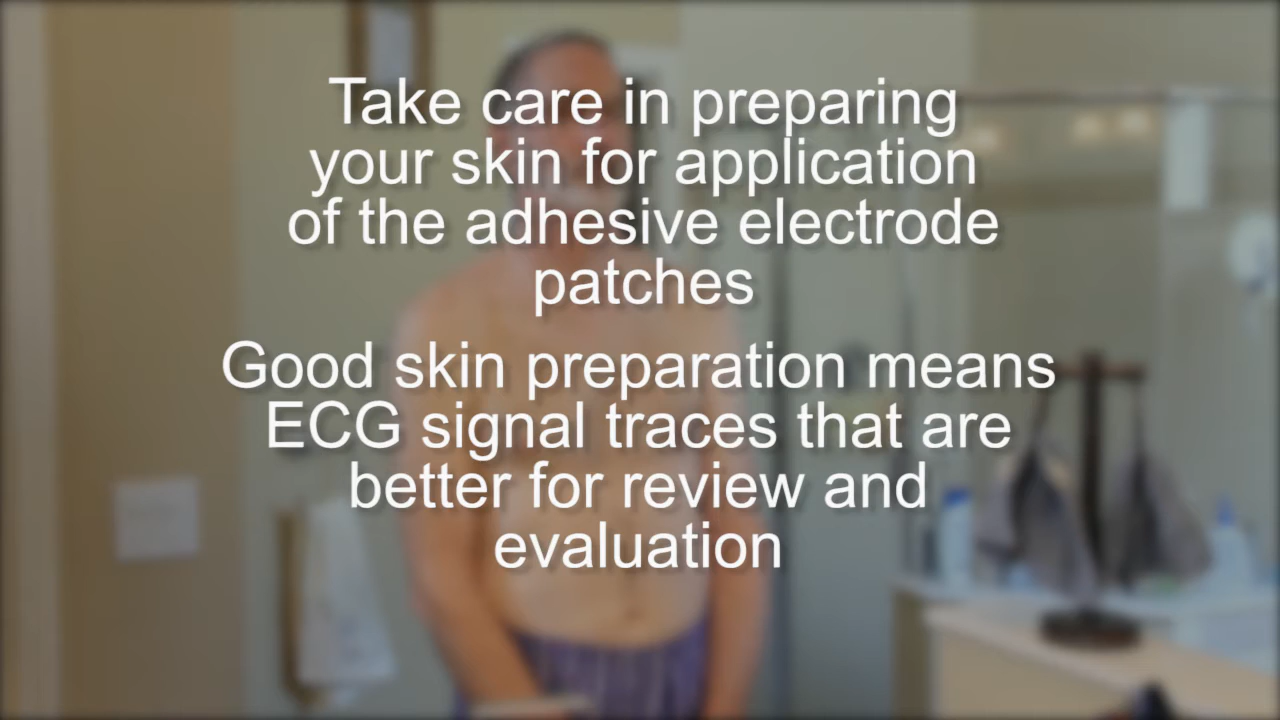 Take care in preparing
your skin for application
of the adhesive electrode
patches
Good skin preparation means
ECG signal traces that are
better for review and
evaluation